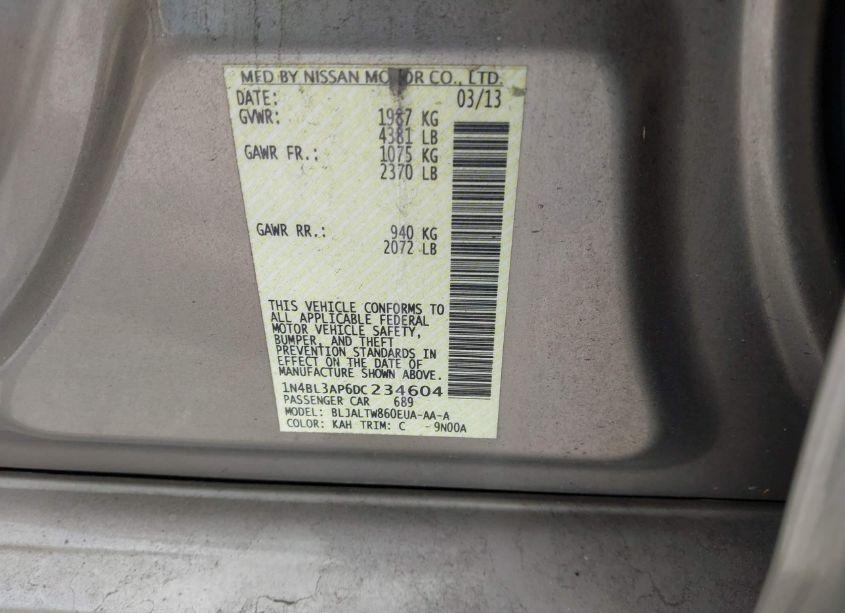 MFD BY NISSAN MOTOR CO., LTD.
DATE: 03/13
GVWR: 1987 KG
4381 LB
GAWR FR.: 1075 KG
2370 LB
GAWR RR.: 940 KG
2072 LB
THIS VEHICLE CONFORMS TO
ALL APPLICABLE FEDERAL
MOTOR VEHICLE SAFETY,
BUMPER, AND THEFT
PREVENTION STANDARDS IN
EFFECT ON THE DATE OF
MANUFACTURE SHOWN ABOVE.
1N4BL3AP6DC234604
PASSENGER CAR 689
MODEL: BLJALTW860EUA-AA-A
COLOR: KAH TRIM: C -9N00A